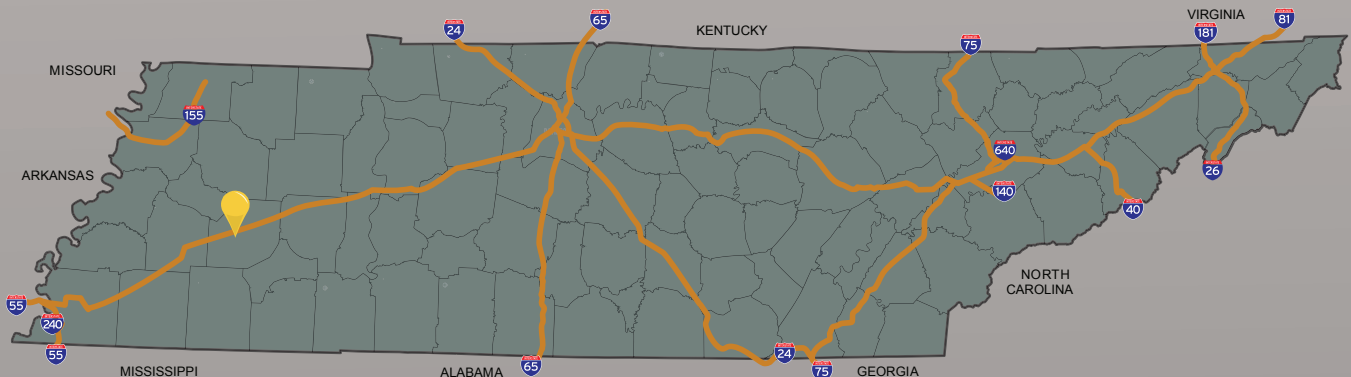 VIRGINIA
81
65
24
181
KENTUCKY
75
MISSOURI
155
640
ARKANSAS
26
140
40
NORTH
CAROLINA
55
240
55
24
65
75
MISSISSIPPI
ALABAMA
GEORGIA